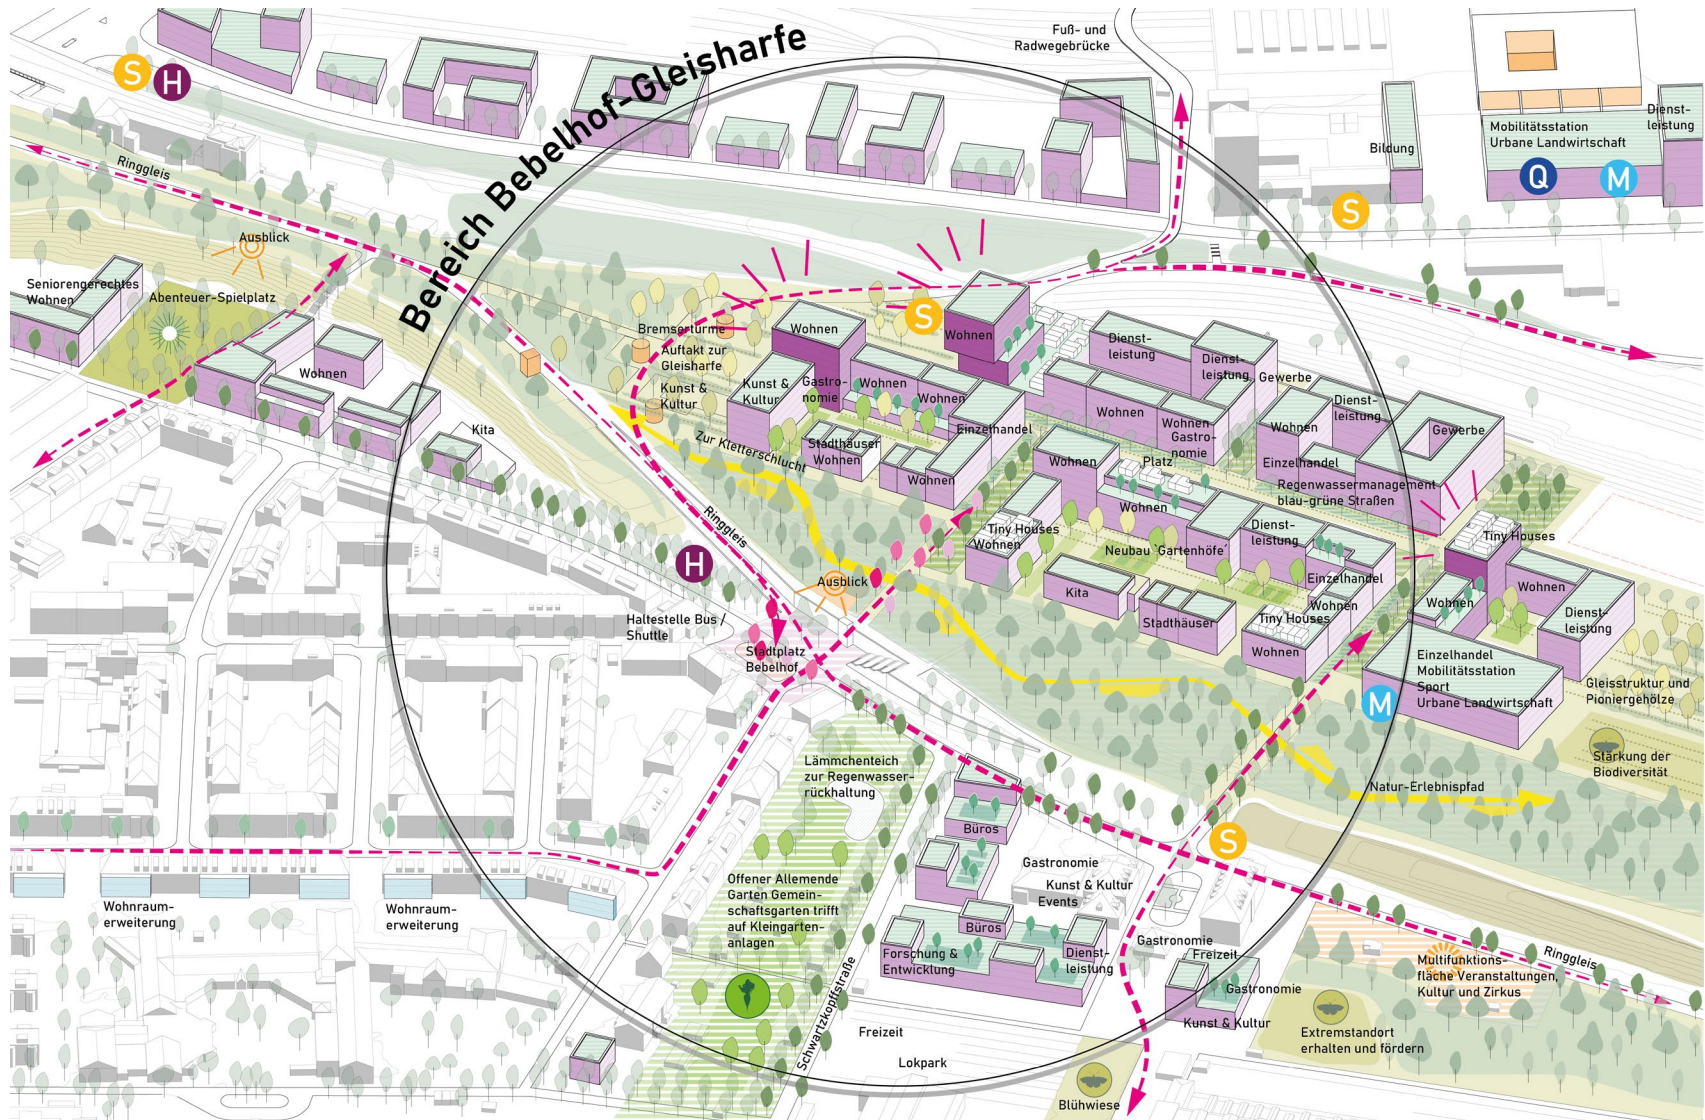 Fuß- und
Radwegebrücke
Dienst-
leistung
S
H
Bereich Bebelhof-Gleisharfe
Mobilitätsstation
Urbane Landwirtschaft
Bildung
Q
M
S
Ringgleis
Ausblick
Seniorengerechtes
Wohnen
Abenteuer-Spielplatz
Wohnen
Kita
Bremsertürme
Auftakt zur
Gleisharfe
Kunst &
Kultur
Zur Kletterschlucht
Ringgleis
S
Wohnen
Wohnen
Kunst &
Kultur
Gastro-
nomie
Wohnen
Wohnen
Einzelhandel
Stadthäuser
Wohnen
Wohnen
Dienst-
leistung
Dienst-
leistung
Gewerbe
Dienst-
leistung
Wohnen
Wohnen
Gastro-
nomie
Wohnen
Gewerbe
Einzelhandel
Regenwassermanagement
blau-grüne Straßen
Wohnen
Platz
Wohnen
Tiny Houses
Wohnen
Dienst-
leistung
Neubau 'Gartenhöfe'
Tiny Houses
Einzelhandel
Wohnen
Kita
Stadthäuser
Tiny Houses
Wohnen
Wohnen
Wohnen
Dienst-
leistung
Einzelhandel
Mobilitätsstation
Sport
Urbane Landwirtschaft
M
Gleisstruktur und
Pioniergehölze
Stärkung der
Biodiversität
Natur-Erlebnispfad
H
Ausblick
Haltestelle Bus /
Shuttle
Stadtplatz
Bebelhof
Lämmchenteich
zur Regenwasser-
rückhaltung
S
Büros
Gastronomie
Kunst & Kultur
Events
Offener Allemende
Garten Gemein-
schaftsgarten trifft
auf Kleingarten-
anlagen
Wohnraum-
erweiterung
Wohnraum-
erweiterung
Büros
Forschung &
Entwicklung
Dienst-
leistung
Gastronomie
Freizeit
Gastronomie
Kunst & Kultur
Multifunktions-
fläche Veranstaltungen,
Kultur und Zirkus
Ringgleis
Extremstandort
erhalten und fördern
Schwartzkopffstraße
Freizeit
Lokpark
Blühwiese